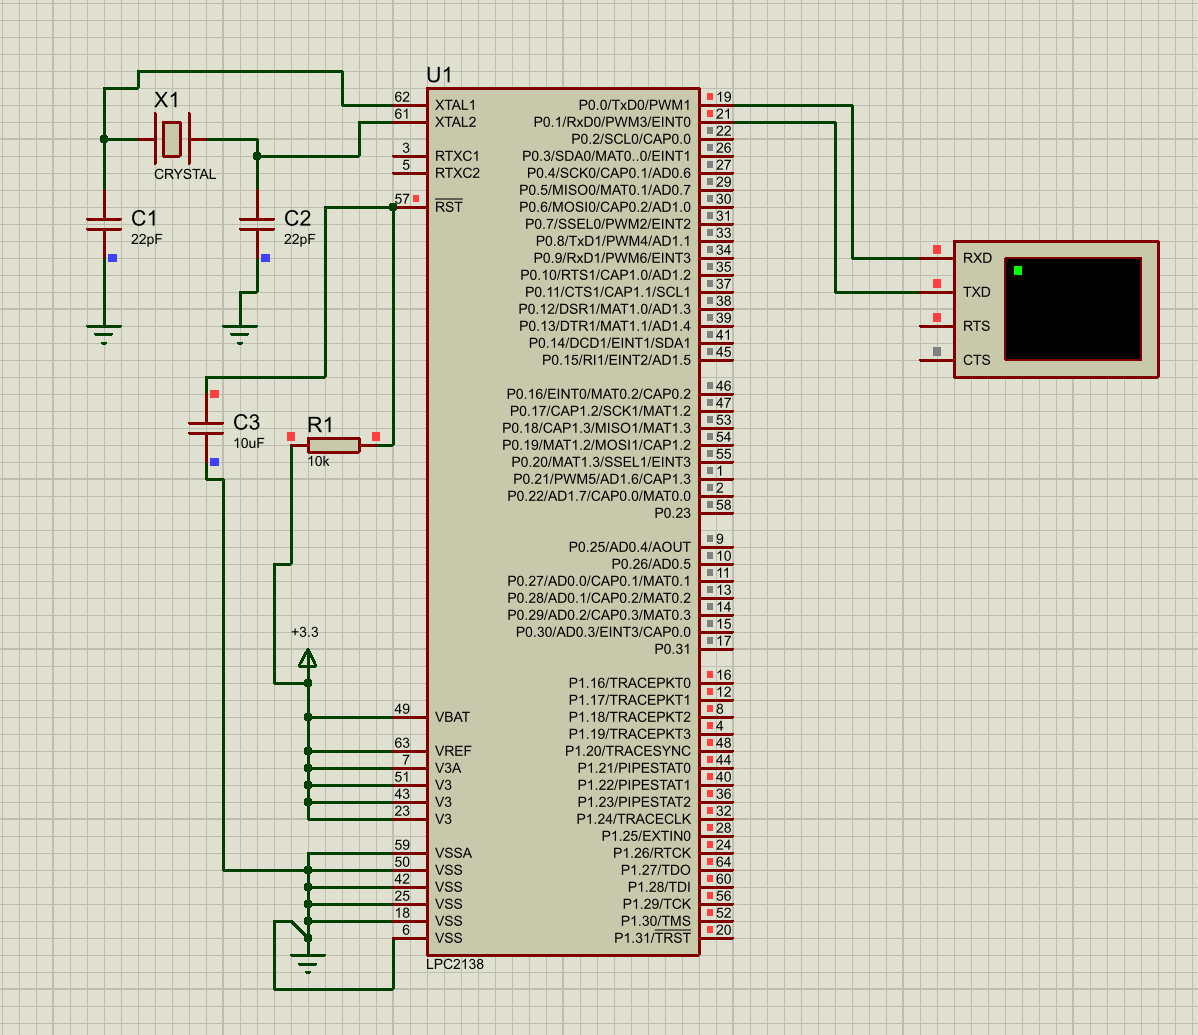 U1
X1
CRYSTAL
C1
22pF
C2
22pF
C3
10uF
R1
10k
+3.3
62 XTAL1
61 XTAL2
3 RTXC1
5 RTXC2
57 RST
49 VBAT
63 VREF
7 V3A
51 V3
43 V3
23 V3
59 VSSA
50 VSS
42 VSS
25 VSS
18 VSS
6 VSS
P0.0/TxD0/PWM1 19
P0.1/RxD0/PWM3/EINT0 21
P0.2/SCL0/CAP0.0 22
P0.3/SDA0/MAT0..0/EINT1 26
P0.4/SCK0/CAP0.1/AD0.6 27
P0.5/MISO0/MAT0.1/AD0.7 29
P0.6/MOSI0/CAP0.2/AD1.0 30
P0.7/SSEL0/PWM2/EINT2 31
P0.8/TxD1/PWM4/AD1.1 33
P0.9/RxD1/PWM6/EINT3 34
P0.10/RTS1/CAP1.0/AD1.2 35
P0.11/CTS1/CAP1.1/SCL1 37
P0.12/DSR1/MAT1.0/AD1.3 38
P0.13/DTR1/MAT1.1/AD1.4 39
P0.14/DCD1/EINT1/SDA1 41
P0.15/RI1/EINT2/AD1.5 45
P0.16/EINT0/MAT0.2/CAP0.2 46
P0.17/CAP1.2/SCK1/MAT1.2 47
P0.18/CAP1.3/MISO1/MAT1.3 53
P0.19/MAT1.2/MOSI1/CAP1.2 54
P0.20/MAT1.3/SSEL1/EINT3 55
P0.21/PWM5/AD1.6/CAP1.3 1
P0.22/AD1.7/CAP0.0/MAT0.0 2
P0.23 58
P0.25/AD0.4/AOUT 9
P0.26/AD0.5 10
P0.27/AD0.0/CAP0.1/MAT0.1 11
P0.28/AD0.1/CAP0.2/MAT0.2 13
P0.29/AD0.2/CAP0.3/MAT0.3 14
P0.30/AD0.3/EINT3/CAP0.0 15
P0.31 17
P1.16/TRACEPKT0 16
P1.17/TRACEPKT1 12
P1.18/TRACEPKT2 8
P1.19/TRACEPKT3 4
P1.20/TRACESYNC 48
P1.21/PIPESTAT0 44
P1.22/PIPESTAT1 40
P1.23/PIPESTAT2 36
P1.24/TRACECLK 32
P1.25/EXTIN0 28
P1.26/RTCK 24
P1.27/TDO 64
P1.28/TDI 60
P1.29/TCK 56
P1.30/TMS 52
P1.31/TRST 20
LPC2138
RXD
TXD
RTS
CTS